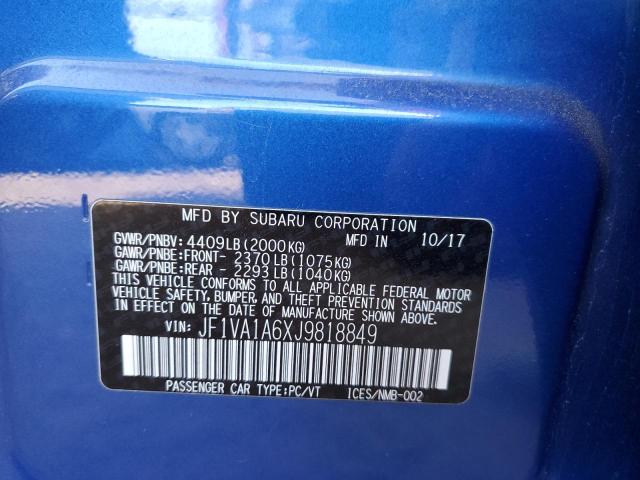 MFD BY SUBARU CORPORATION
GVWR/PNBV: 4409LB(2000KG) MFD IN 10/17
GAWR/PNBE:FRONT- 2370LB(1075KG)
GAWR/PNBE:REAR - 2293LB(1040KG)
THIS VEHICLE CONFORMS TO ALL APPLICABLE FEDERAL MOTOR
VEHICLE SAFETY, BUMPER, AND THEFT PREVENTION STANDARDS
IN EFFECT ON THE DATE OF MANUFACTURE SHOWN ABOVE.
VIN: JF1VA1A6XJ9818849
PASSENGER CAR TYPE:PC/VT ICES/NMB-002